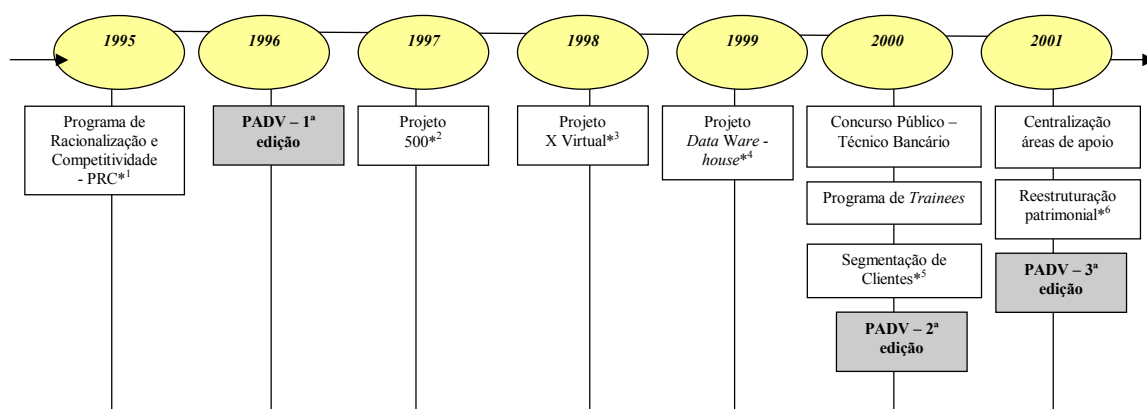 1995
1996
1997
1998
1999
2000
2001
Programa de
Racionalização e
Competitividade
- PRC*1
PADV – 1ª
edição
Projeto
500*2
Projeto
X Virtual*3
Projeto
Data Ware -
house*4
Concurso Público –
Técnico Bancário
Programa de Trainees
Segmentação de
Clientes*5
PADV – 2ª
edição
Centralização
áreas de apoio
Reestruturação
patrimonial*6
PADV – 3ª
edição